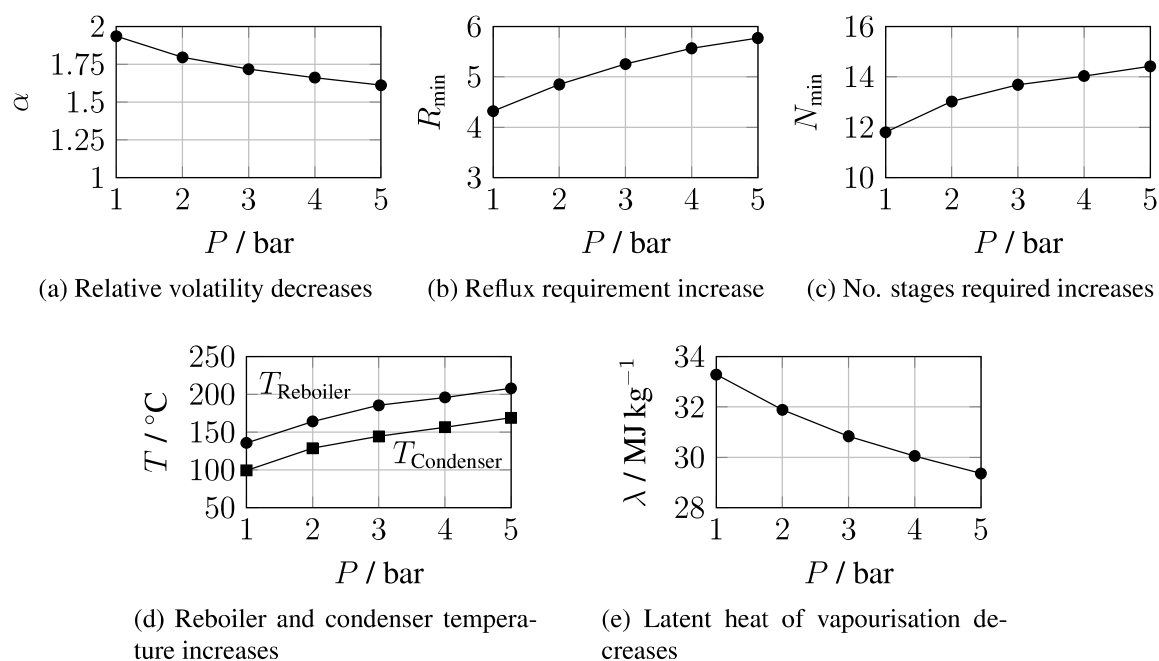 2
1.75
1.5
1.25
1
α
1 2 3 4 5
P / bar
(a) Relative volatility decreases
6
5
4
3
R_min
1 2 3 4 5
P / bar
(b) Reflux requirement increase
16
14
12
10
N_min
1 2 3 4 5
P / bar
(c) No. stages required increases
250
200
150
100
50
T / °C
T_Reboiler
T_Condenser
1 2 3 4 5
P / bar
(d) Reboiler and condenser tempera-
ture increases
34
32
30
28
λ / MJ kg⁻¹
1 2 3 4 5
P / bar
(e) Latent heat of vapourisation de-
creases